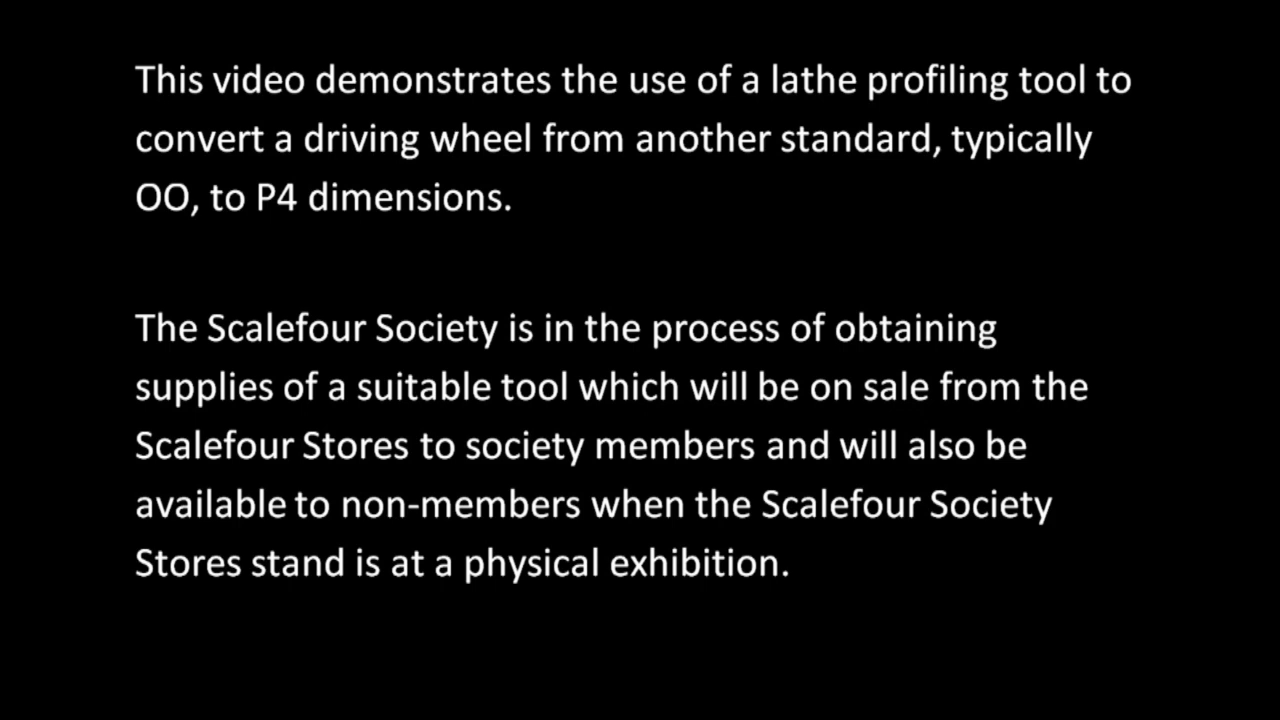 This video demonstrates the use of a lathe profiling tool to
convert a driving wheel from another standard, typically
OO, to P4 dimensions.
The Scalefour Society is in the process of obtaining
supplies of a suitable tool which will be on sale from the
Scalefour Stores to society members and will also be
available to non-members when the Scalefour Society
Stores stand is at a physical exhibition.